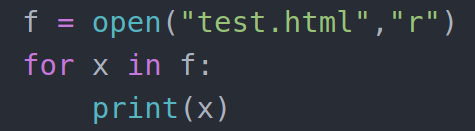 f = open("test.html","r")
for x in f:
    print(x)